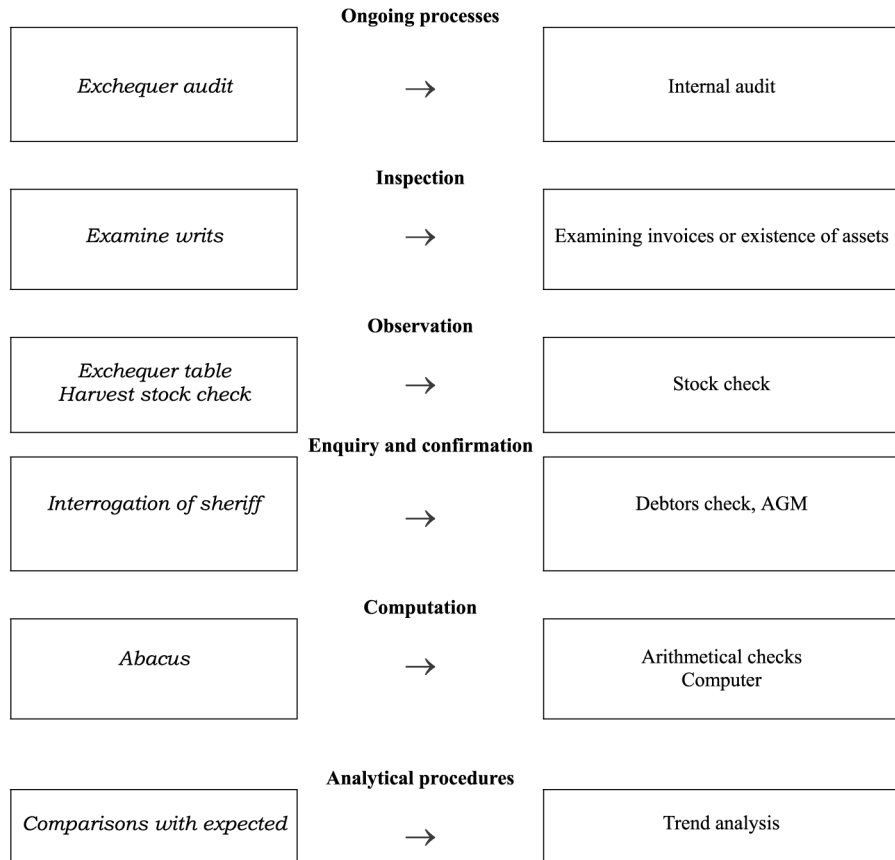 Ongoing processes
Exchequer audit → Internal audit
Inspection
Examine writs → Examining invoices or existence of assets
Observation
Exchequer table
Harvest stock check → Stock check
Enquiry and confirmation
Interrogation of sheriff → Debtors check, AGM
Computation
Abacus → Arithmetical checks
Computer
Analytical procedures
Comparisons with expected → Trend analysis